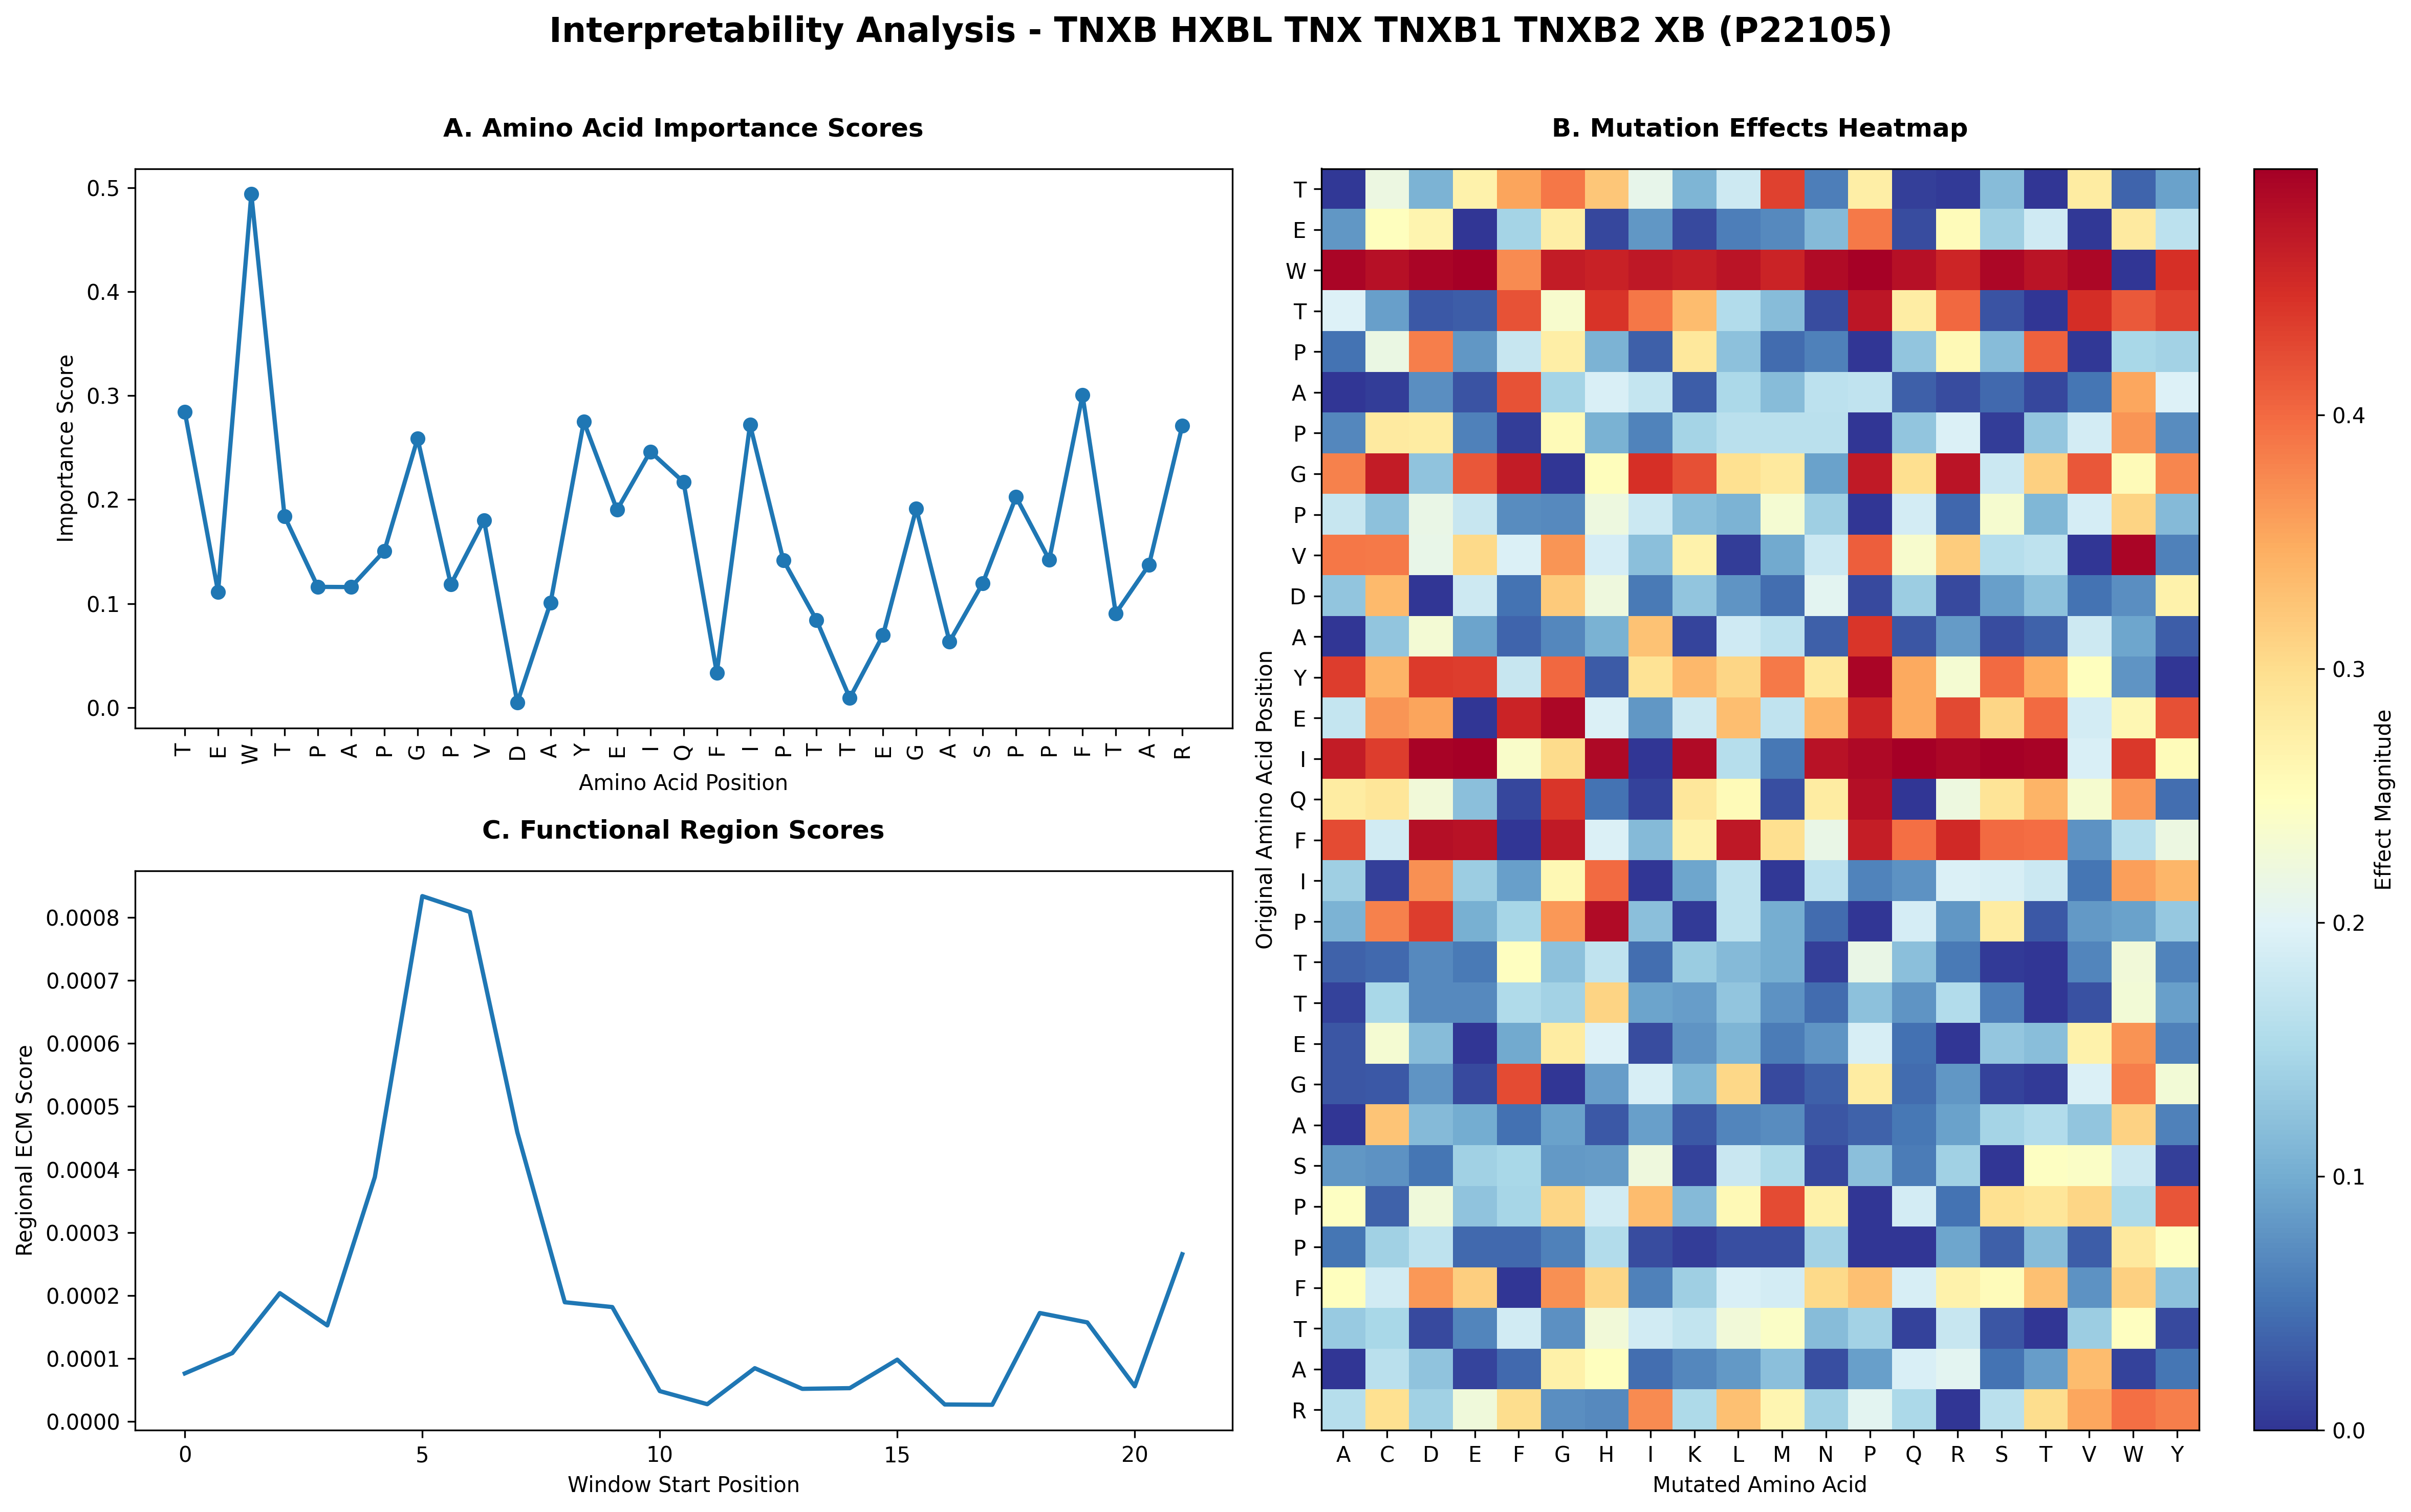 Interpretability Analysis - TNXB HXBL TNX TNXB1 TNXB2 XB (P22105)
A. Amino Acid Importance Scores
Importance Score
0.5
0.4
0.3
0.2
0.1
0.0
T E W T P A P G P V D A Y E I Q F I P T T E G A S P P F T A R
Amino Acid Position
C. Functional Region Scores
Regional ECM Score
0.0008
0.0007
0.0006
0.0005
0.0004
0.0003
0.0002
0.0001
0.0000
0 5 10 15 20
Window Start Position
B. Mutation Effects Heatmap
Original Amino Acid Position
T
E
W
T
P
A
P
G
P
V
D
A
Y
E
I
Q
F
I
P
T
T
E
G
A
S
P
P
F
T
A
R
A C D E F G H I K L M N P Q R S T V W Y
Mutated Amino Acid
0.4
0.3
0.2
0.1
0.0
Effect Magnitude